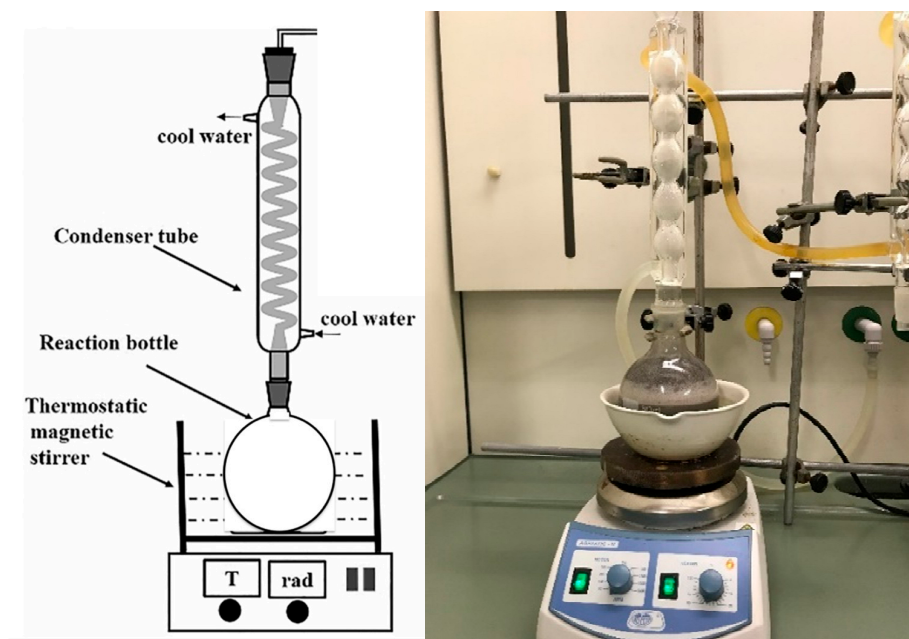 cool water
Condenser tube
cool water
Reaction bottle
Thermostatic
magnetic
stirrer
T
rad